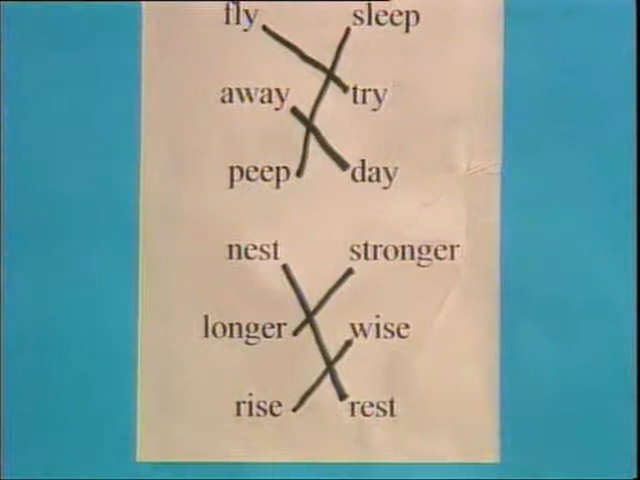 fly sleep
away try
peep day
nest stronger
longer wise
rise rest